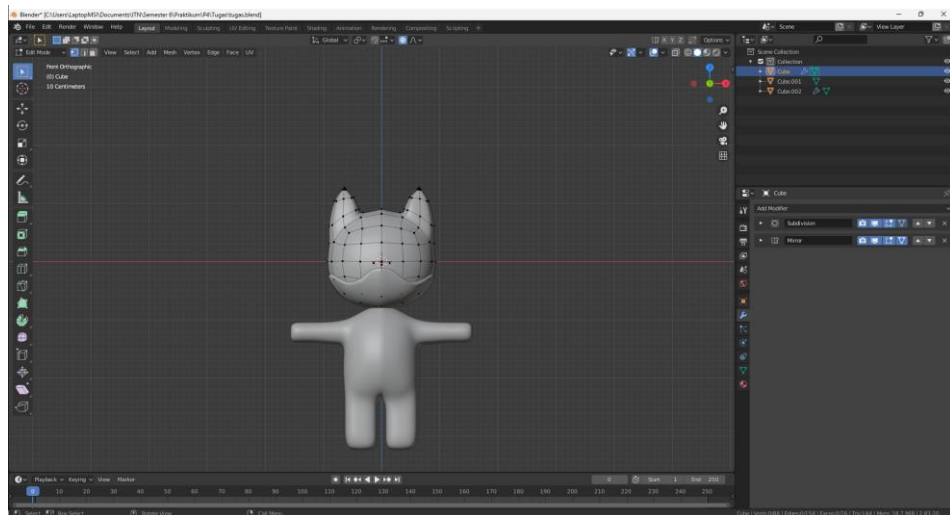 Blender* [C:\Users\LaptopMSI\Documents\ITN\Semester 6\Praktikum\P4\Tugas\tugas.blend]
File Edit Render Window Help Layout Modeling Sculpting UV Editing Texture Paint Shading Animation Rendering Compositing Scripting + Scene View Layer
Global X Y Z Options
Edit Mode View Select Add Mesh Vertex Edge Face UV
Scene Collection
Collection
Cube
Cube.001
Cube.002
Front Orthographic
(0) Cube
10 Centimeters
Cube
Add Modifier
Subdivision
Mirror
Playback Keying View Marker 0 Start 1 End 250
0 10 20 30 40 50 60 70 80 90 100 110 120 130 140 150 160 170 180 190 200 210 220 230 240 250
Select Box Select Rotate View Call Menu